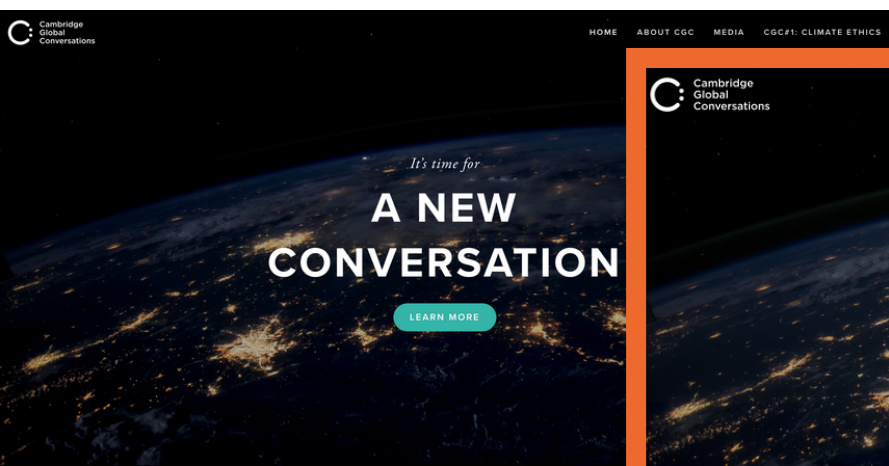 Cambridge
Global
Conversations
HOME ABOUT CGC MEDIA CGC#1: CLIMATE ETHICS
Cambridge
Global
Conversations
It's time for
A NEW
CONVERSATION
LEARN MORE